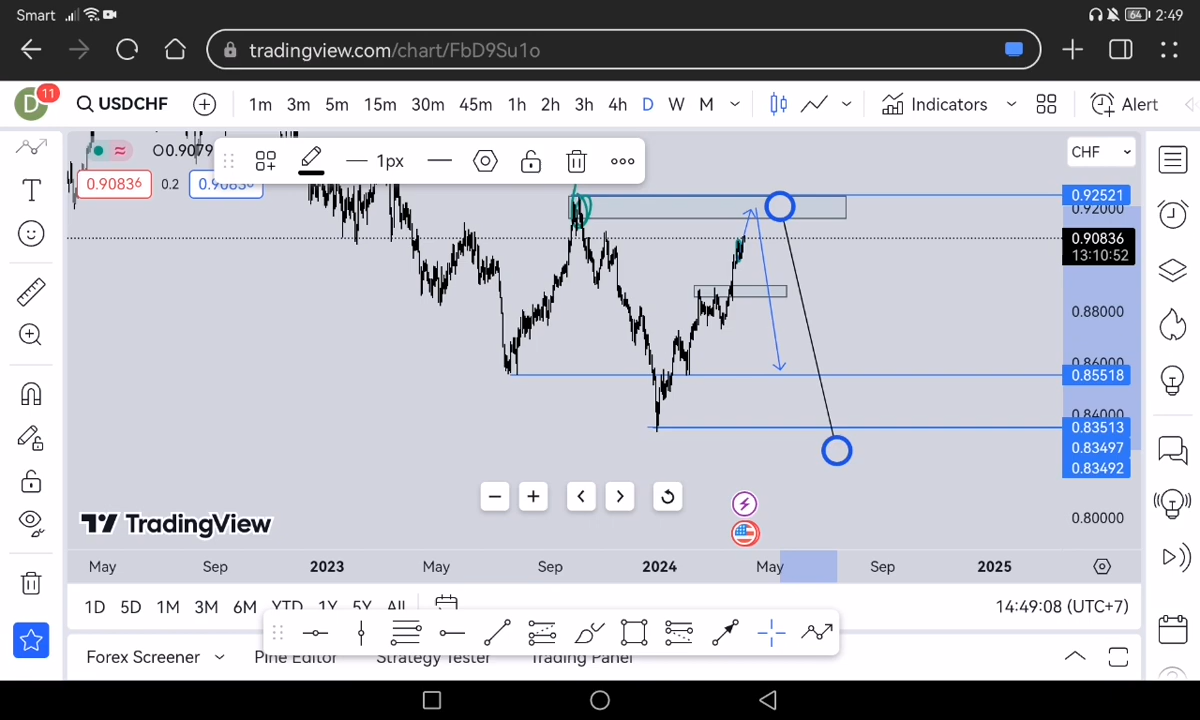 Smart 64 2:49
tradingview.com/chart/FbD9Su1o
D 11 USDCHF 1m 3m 5m 15m 30m 45m 1h 2h 3h 4h D W M Indicators Alert
O0.9079 1px CHF
0.90836 0.2
0.92521
0.92000
0.90836
13:10:52
0.88000
0.86000
0.85518
0.84000
0.83513
0.83497
0.83492
TradingView 0.80000
May Sep 2023 May Sep 2024 May Sep 2025
1D 5D 1M 3M 6M YTD 1Y 5Y All 14:49:08 (UTC+7)
Forex Screener Pine Editor Strategy Tester Trading Panel